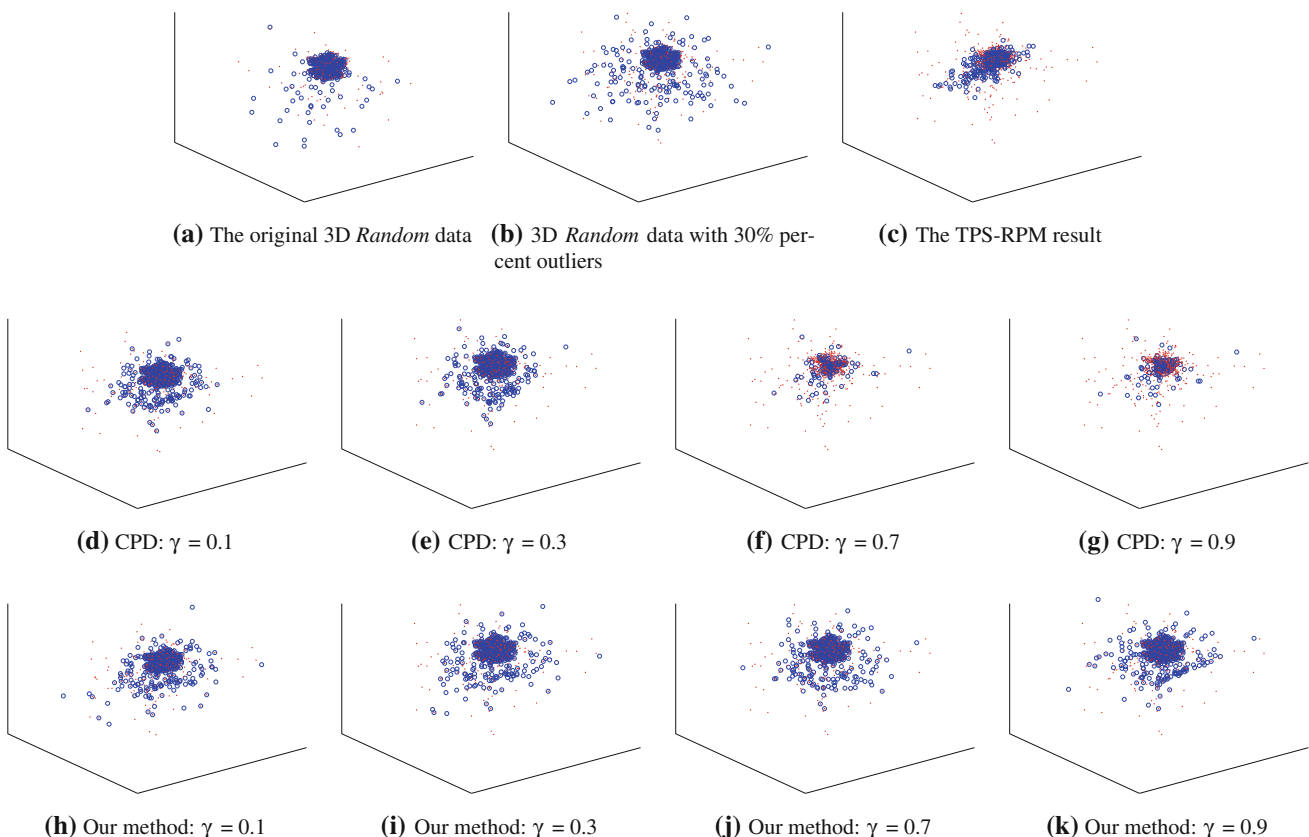 (a) The original 3D Random data
(b) 3D Random data with 30% per-
cent outliers
(c) The TPS-RPM result
(d) CPD: γ = 0.1
(e) CPD: γ = 0.3
(f) CPD: γ = 0.7
(g) CPD: γ = 0.9
(h) Our method: γ = 0.1
(i) Our method: γ = 0.3
(j) Our method: γ = 0.7
(k) Our method: γ = 0.9